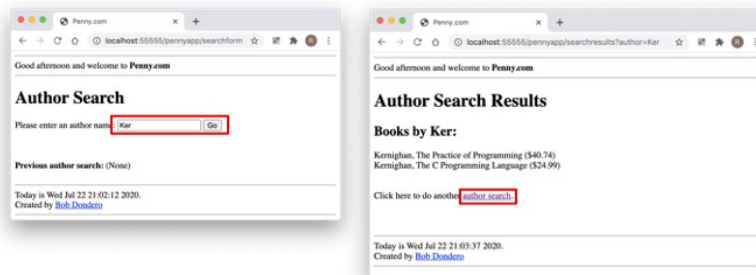 Penny.com
localhost:55555/pennyapp/searchform
Good afternoon and welcome to Penny.com
Author Search
Please enter an author name: Ker Go
Previous author search: (None)
Today is Wed Jul 22 21:02:12 2020.
Created by Bob Dondero
Penny.com
localhost:55555/pennyapp/searchresults?author=Ker
Good afternoon and welcome to Penny.com
Author Search Results
Books by Ker:
Kernighan, The Practice of Programming ($40.74)
Kernighan, The C Programming Language ($24.99)
Click here to do another author search.
Today is Wed Jul 22 21:03:37 2020.
Created by Bob Dondero